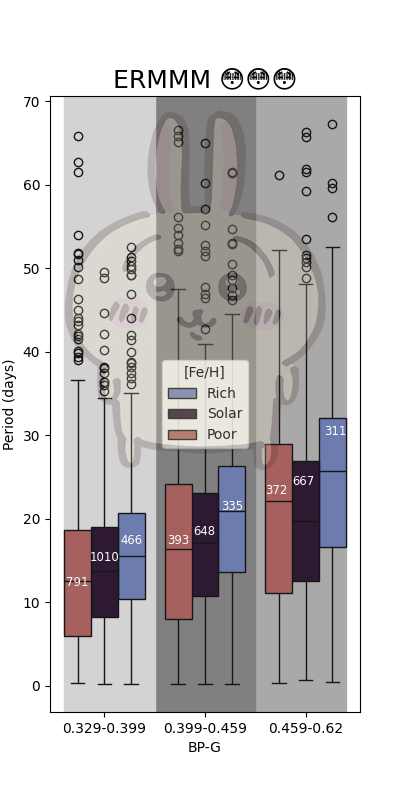 ERMMM 😳😳😳
70
60
50
40
30
20
10
0
Period (days)
[Fe/H]
Rich
Solar
Poor
791
1010
466
393
648
335
372
667
311
0.329-0.399
0.399-0.459
0.459-0.62
BP-G